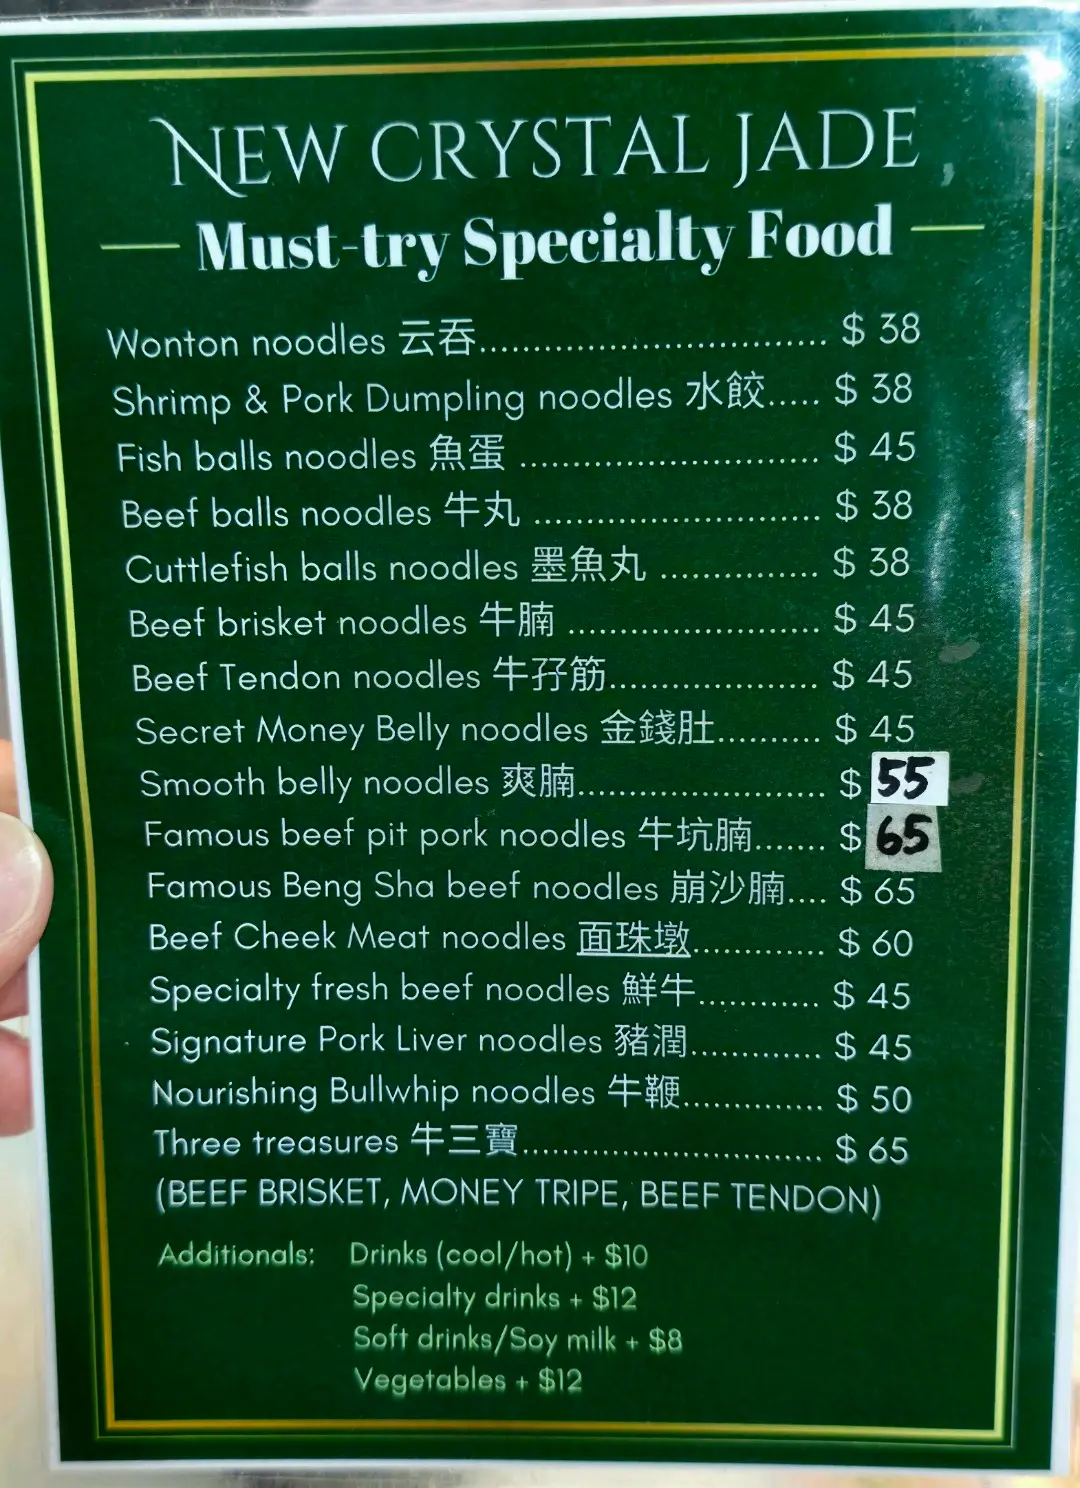 NEW CRYSTAL JADE
Must-try Specialty Food
Wonton noodles 云吞................................ $ 38
Shrimp & Pork Dumpling noodles 水餃..... $ 38
Fish balls noodles 魚蛋 ............................ $ 45
Beef balls noodles 牛丸 ........................... $ 38
Cuttlefish balls noodles 墨魚丸 ............... $ 38
Beef brisket noodles 牛腩 ........................ $ 45
Beef Tendon noodles 牛孖筋.................... $ 45
Secret Money Belly noodles 金錢肚.......... $ 45
Smooth belly noodles 爽腩........................ $ 55
Famous beef pit pork noodles 牛坑腩....... $ 65
Famous Beng Sha beef noodles 崩沙腩.... $ 65
Beef Cheek Meat noodles 面珠墩............. $ 60
Specialty fresh beef noodles 鮮牛............ $ 45
Signature Pork Liver noodles 豬潤............. $ 45
Nourishing Bullwhip noodles 牛鞭.............. $ 50
Three treasures 牛三寶.............................. $ 65
(BEEF BRISKET, MONEY TRIPE, BEEF TENDON)
Additionals: Drinks (cool/hot) + $10
Specialty drinks + $12
Soft drinks/Soy milk + $8
Vegetables + $12